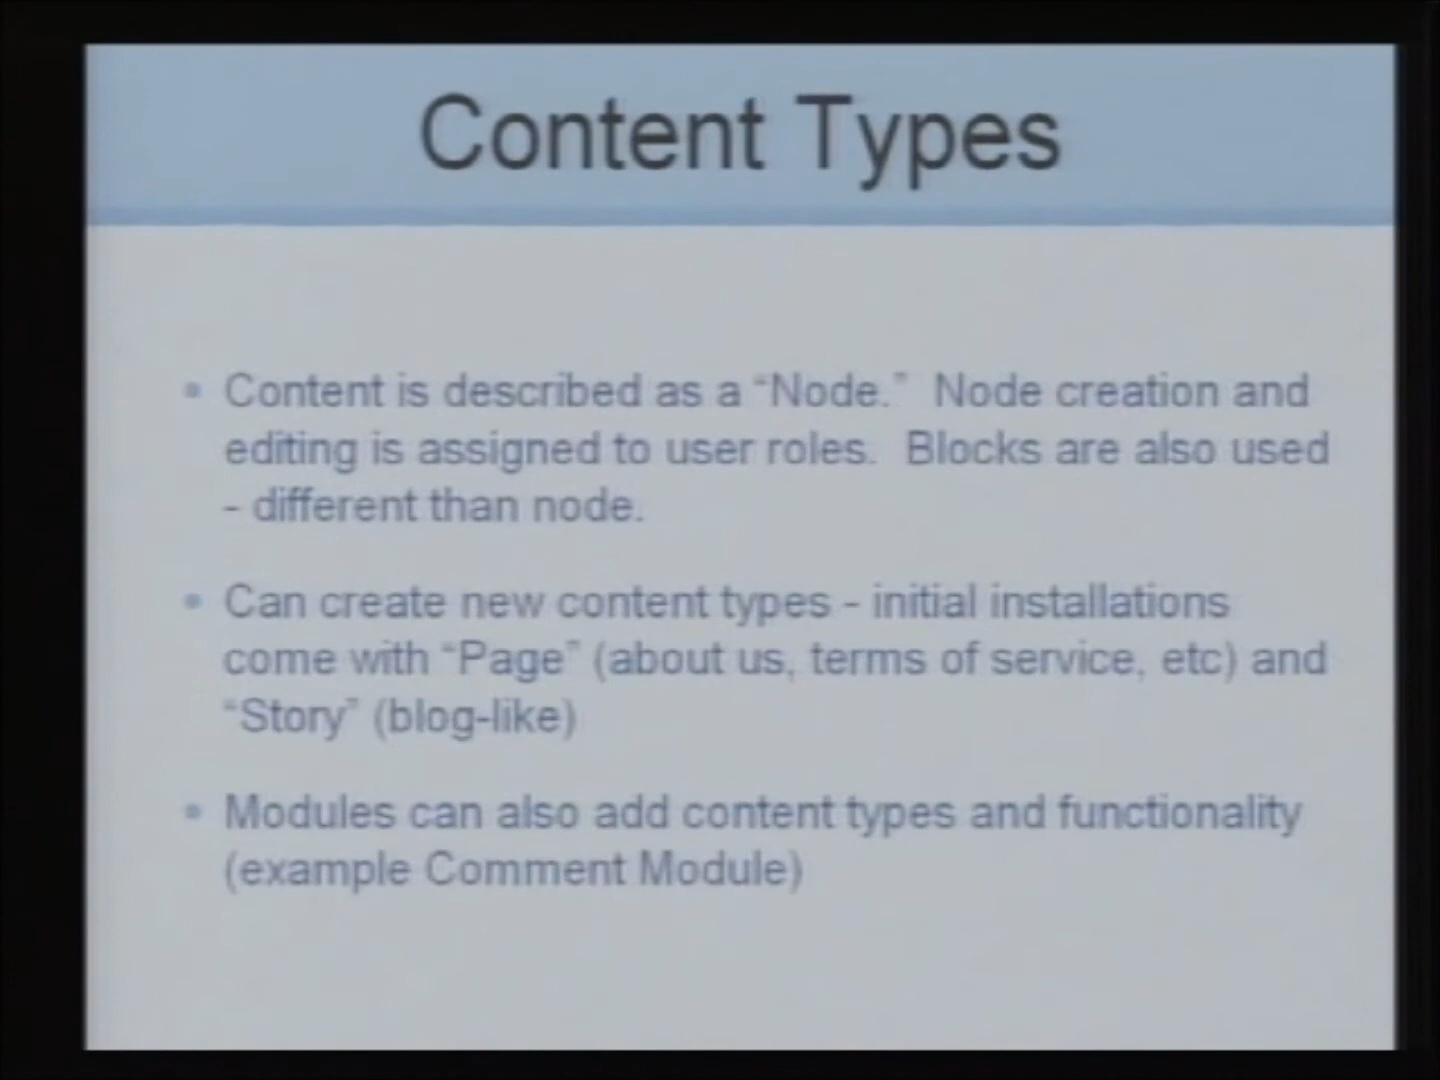 Content Types
• Content is described as a “Node.” Node creation and
editing is assigned to user roles. Blocks are also used
- different than node.
• Can create new content types - initial installations
come with “Page” (about us, terms of service, etc) and
“Story” (blog-like)
• Modules can also add content types and functionality
(example Comment Module)